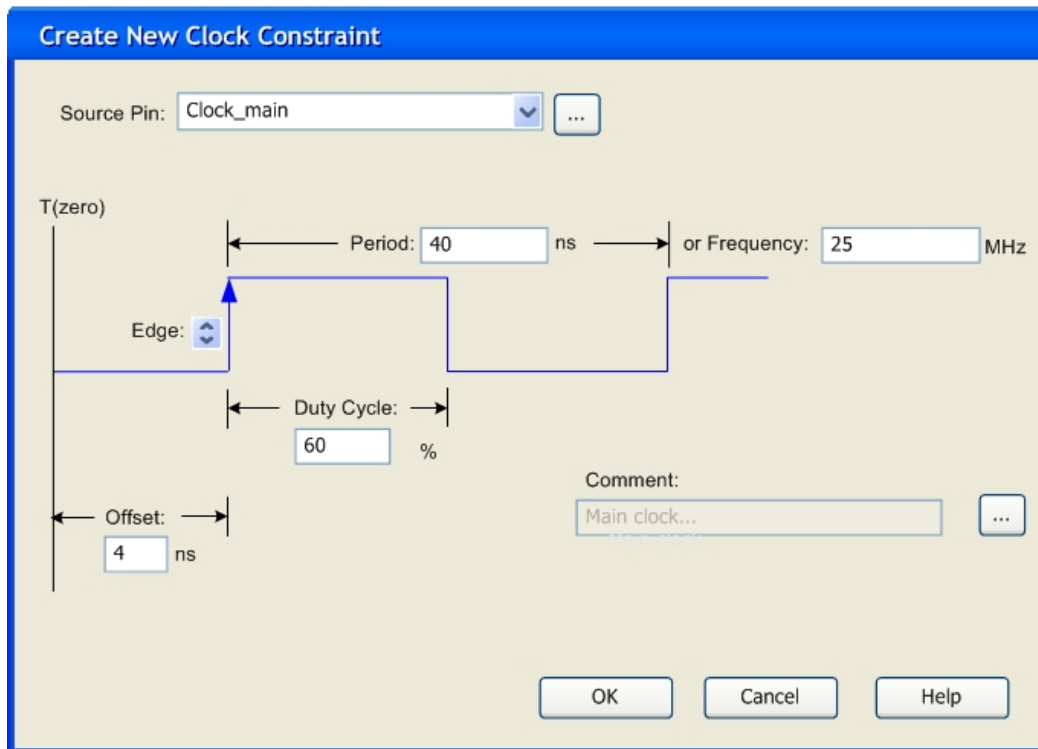 Create New Clock Constraint
Source Pin: Clock_main ...
T(zero)
Period: 40 ns or Frequency: 25 MHz
Edge:
Duty Cycle:
60 %
Comment:
Main clock... ...
Offset:
4 ns
OK Cancel Help